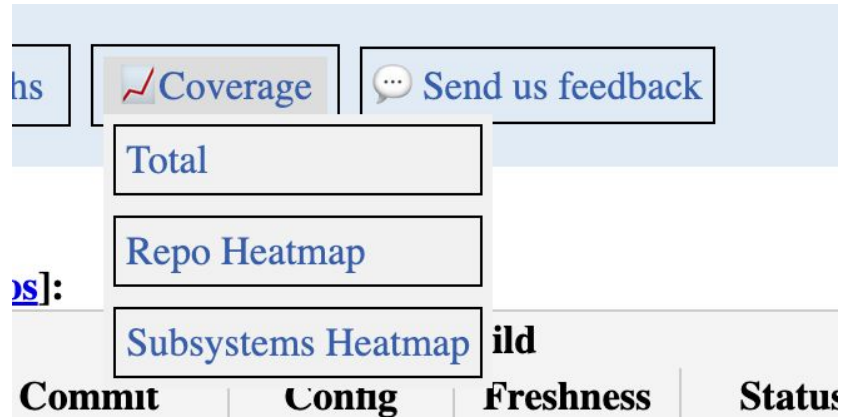 hs
Coverage
Send us feedback
Total
Repo Heatmap
os]:
Subsystems Heatmap
ild
Commit Config Freshness Status